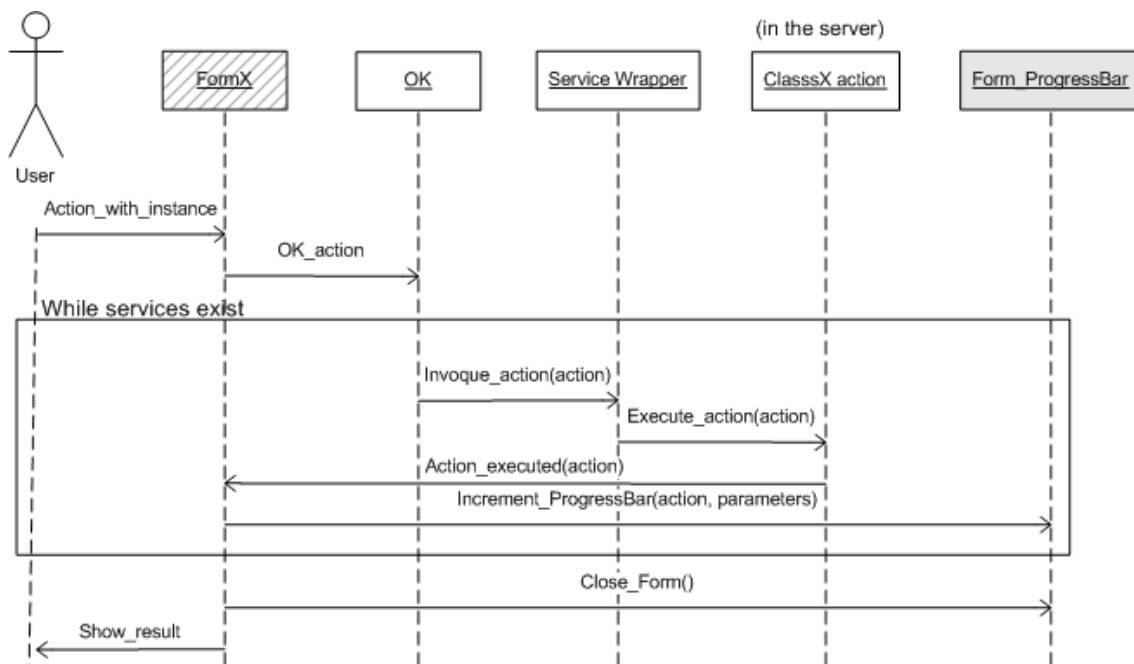 (in the server)
FormX
OK
Service Wrapper
ClasssX action
Form_ProgressBar
User
Action_with_instance
OK_action
While services exist
Invoque_action(action)
Execute_action(action)
Action_executed(action)
Increment_ProgressBar(action, parameters)
Close_Form()
Show_result